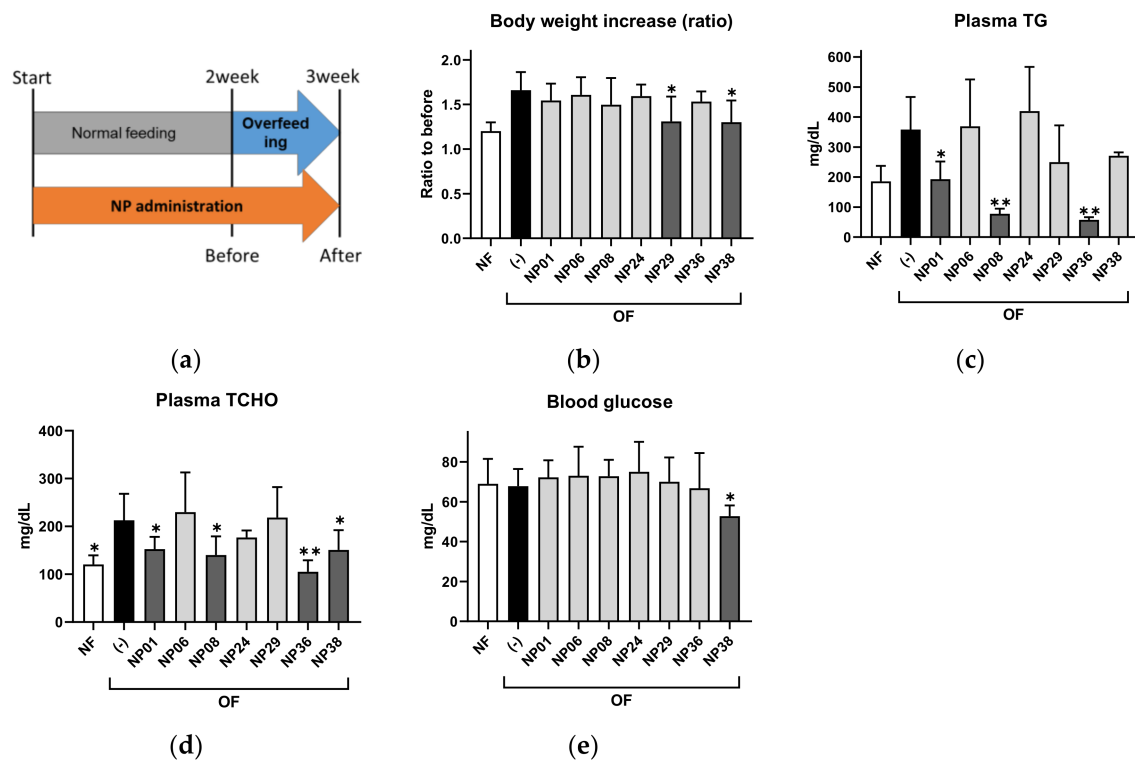 Start
2week
3week
Normal feeding
Overfeed
ing
NP administration
Before
After
(a)
Body weight increase (ratio)
Ratio to before
2.0
1.5
1.0
0.5
0.0
*
*
NF
(-)
NP01
NP06
NP08
NP24
NP29
NP36
NP38
OF
(b)
Plasma TG
mg/dL
600
500
400
300
200
100
0
*
**
**
NF
(-)
NP01
NP06
NP08
NP24
NP29
NP36
NP38
OF
(c)
Plasma TCHO
mg/dL
400
300
200
100
0
*
*
*
**
*
NF
(-)
NP01
NP06
NP08
NP24
NP29
NP36
NP38
OF
(d)
Blood glucose
mg/dL
80
60
40
20
0
*
NF
(-)
NP01
NP06
NP08
NP24
NP29
NP36
NP38
OF
(e)